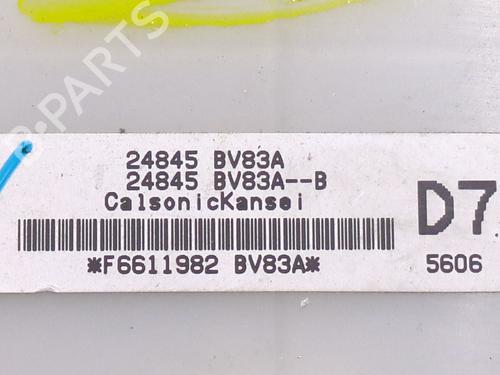 24845 BV83A
24845 BV83A--B
CalsonicKansei
*F6611982 BV83A*
D7
5606
B-PARTS